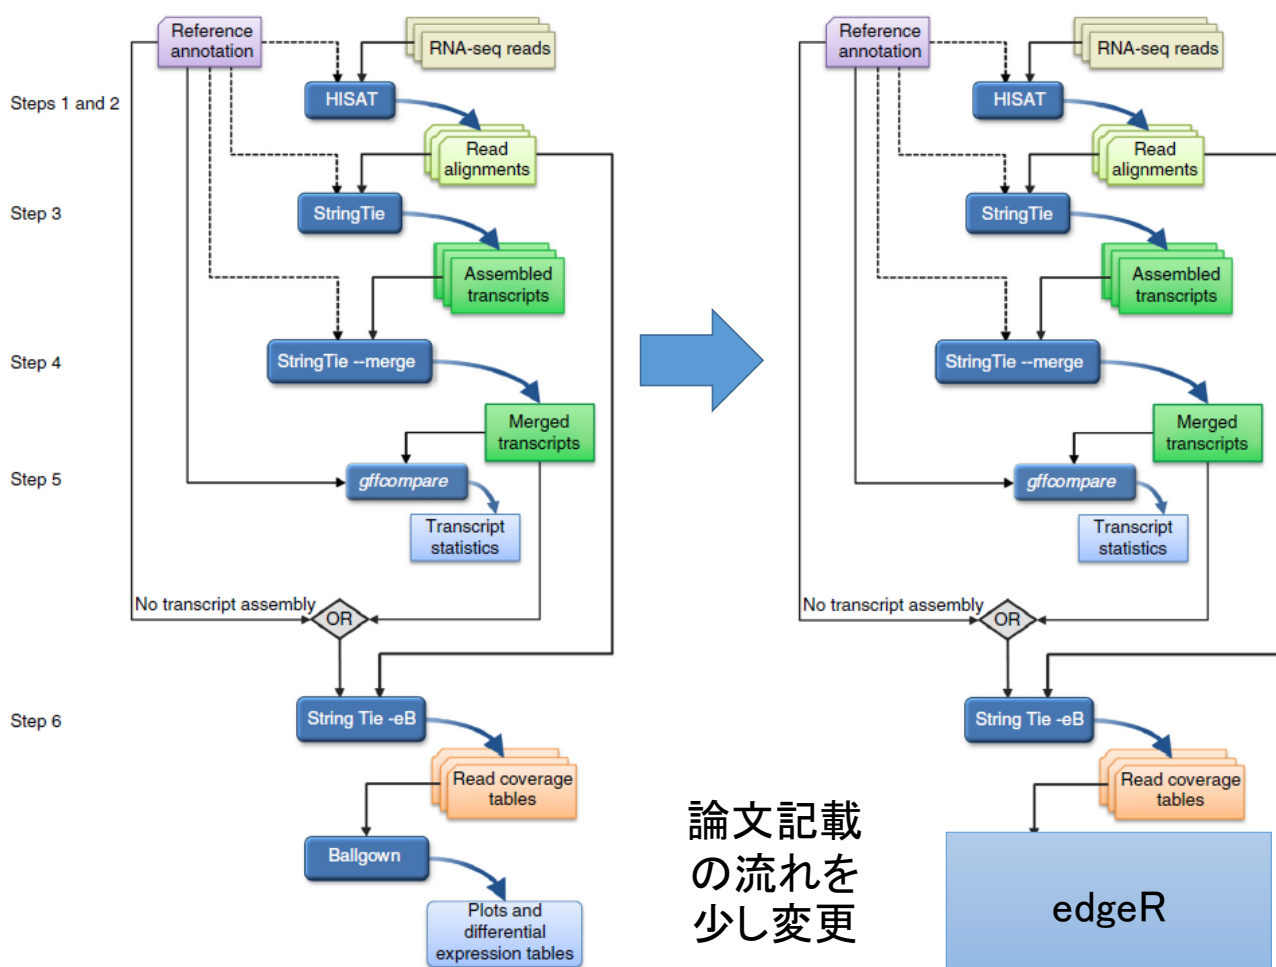 Reference
annotation
RNA-seq reads
Steps 1 and 2
HISAT
Read
alignments
Step 3
StringTie
Assembled
transcripts
Step 4
StringTie --merge
Merged
transcripts
Step 5
gffcompare
Transcript
statistics
No transcript assembly
OR
Step 6
String Tie -eB
Read coverage
tables
Ballgown
Plots and
differential
expression tables
論文記載
の流れを
少し変更
Reference
annotation
RNA-seq reads
HISAT
Read
alignments
StringTie
Assembled
transcripts
StringTie --merge
Merged
transcripts
gffcompare
Transcript
statistics
No transcript assembly
OR
String Tie -eB
Read coverage
tables
edgeR